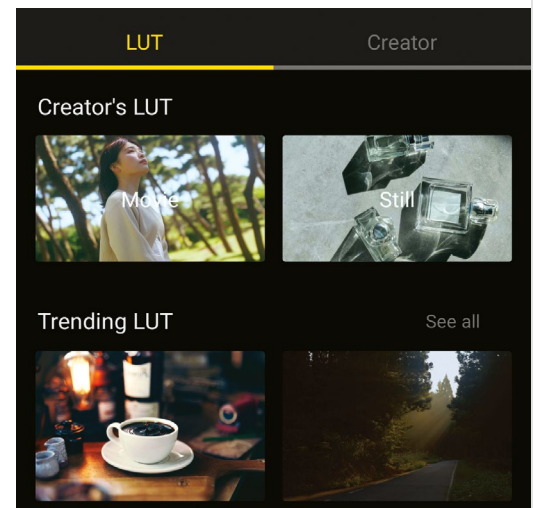 LUT Creator
Creator's LUT
Movie Still
Trending LUT See all